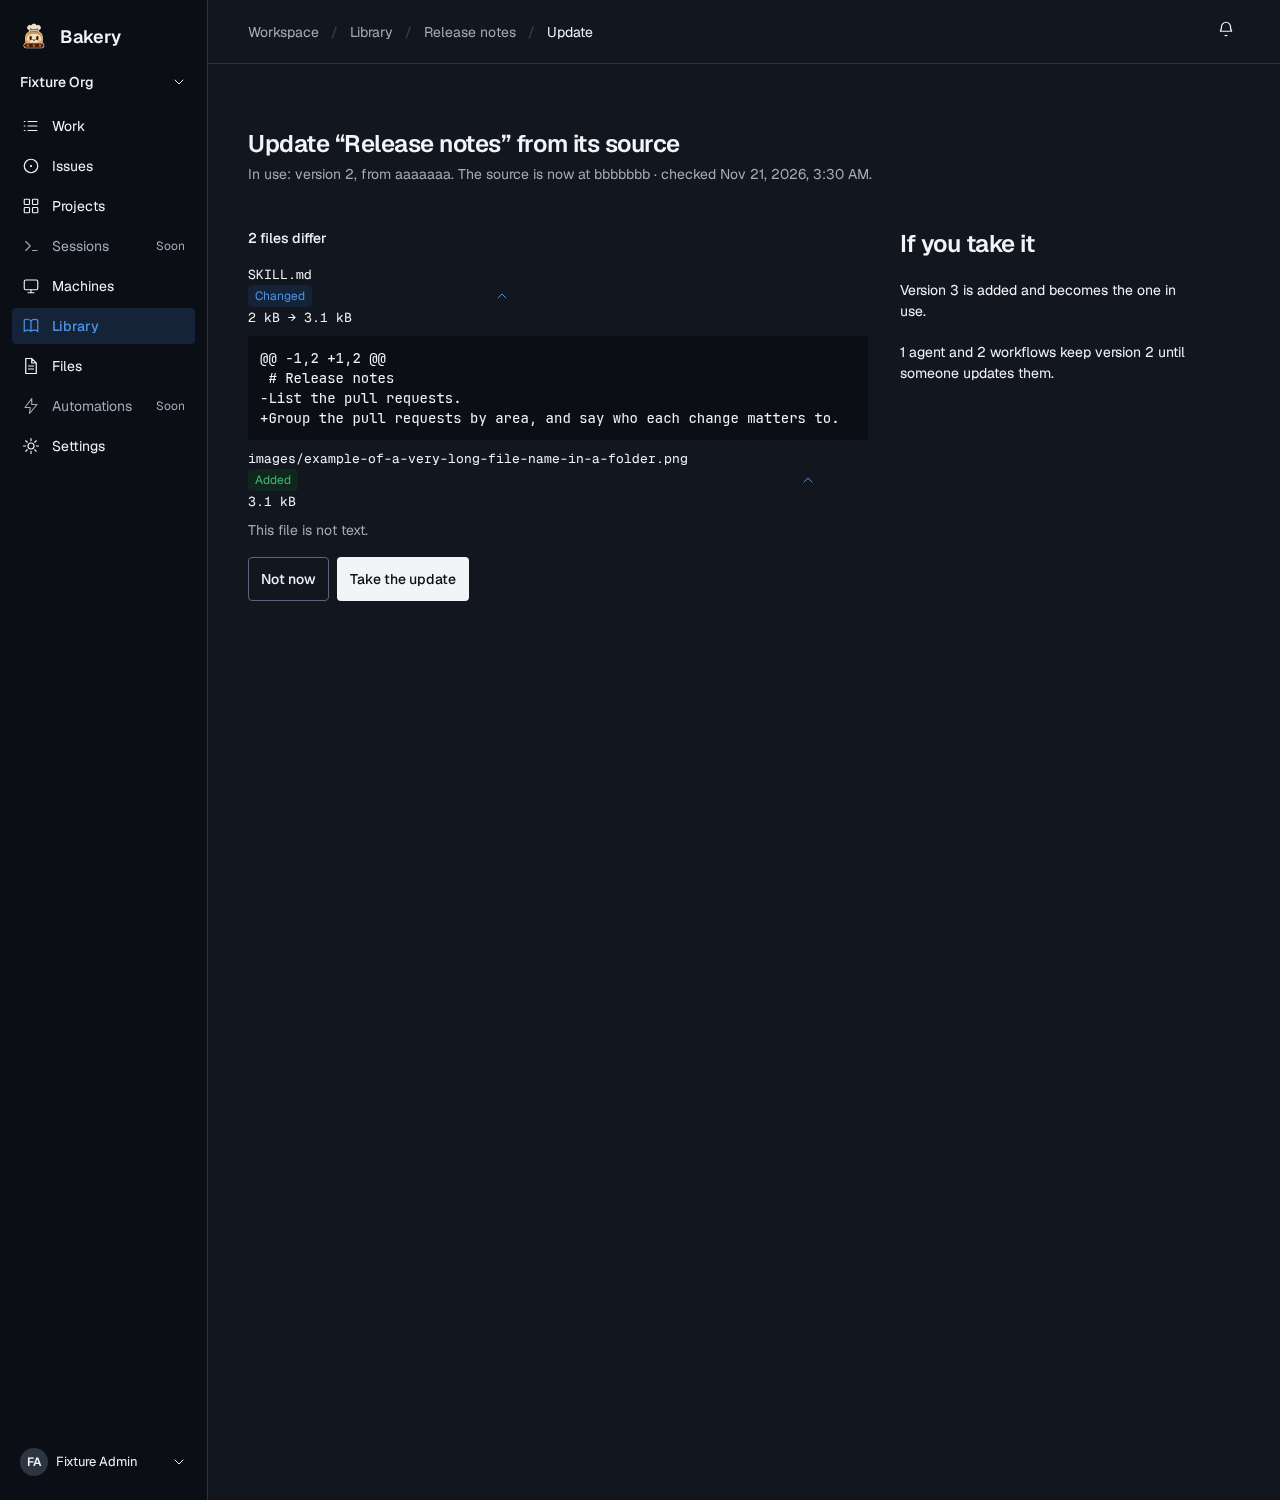 Bakery
Fixture Org
Work
Issues
Projects
Sessions Soon
Machines
Library
Files
Automations Soon
Settings
FA Fixture Admin
Workspace / Library / Release notes / Update
Update “Release notes” from its source
In use: version 2, from aaaaaaa. The source is now at bbbbbbb · checked Nov 21, 2026, 3:30 AM.
2 files differ
SKILL.md
Changed
2 kB → 3.1 kB
@@ -1,2 +1,2 @@
# Release notes
-List the pull requests.
+Group the pull requests by area, and say who each change matters to.
images/example-of-a-very-long-file-name-in-a-folder.png
Added
3.1 kB
This file is not text.
Not now
Take the update
If you take it
Version 3 is added and becomes the one in
use.
1 agent and 2 workflows keep version 2 until
someone updates them.